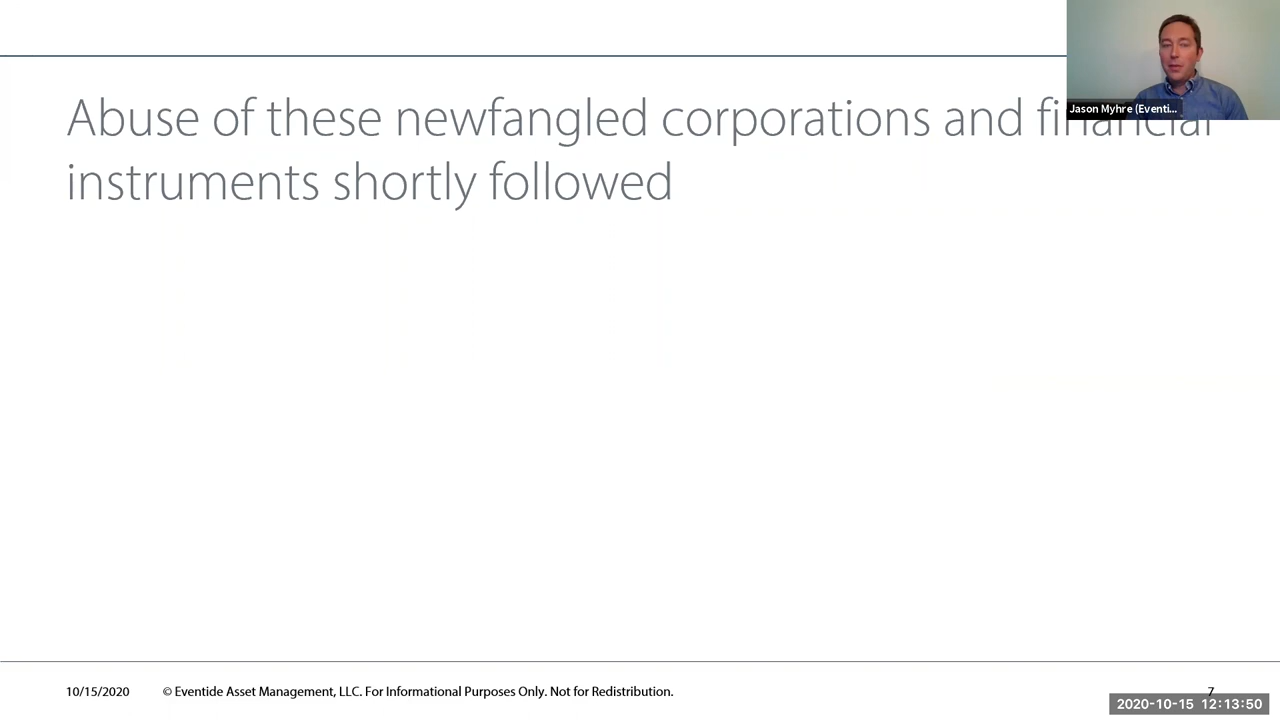 Abuse of these newfangled corporations and financial
instruments shortly followed
Jason Myhre (Eventi...
10/15/2020 © Eventide Asset Management, LLC. For Informational Purposes Only. Not for Redistribution. 7
2020-10-15 12:13:50